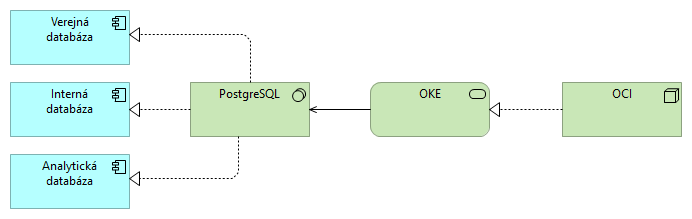 Verejná
databáza
Interná
databáza
PostgreSQL
OKE
OCI
Analytická
databáza